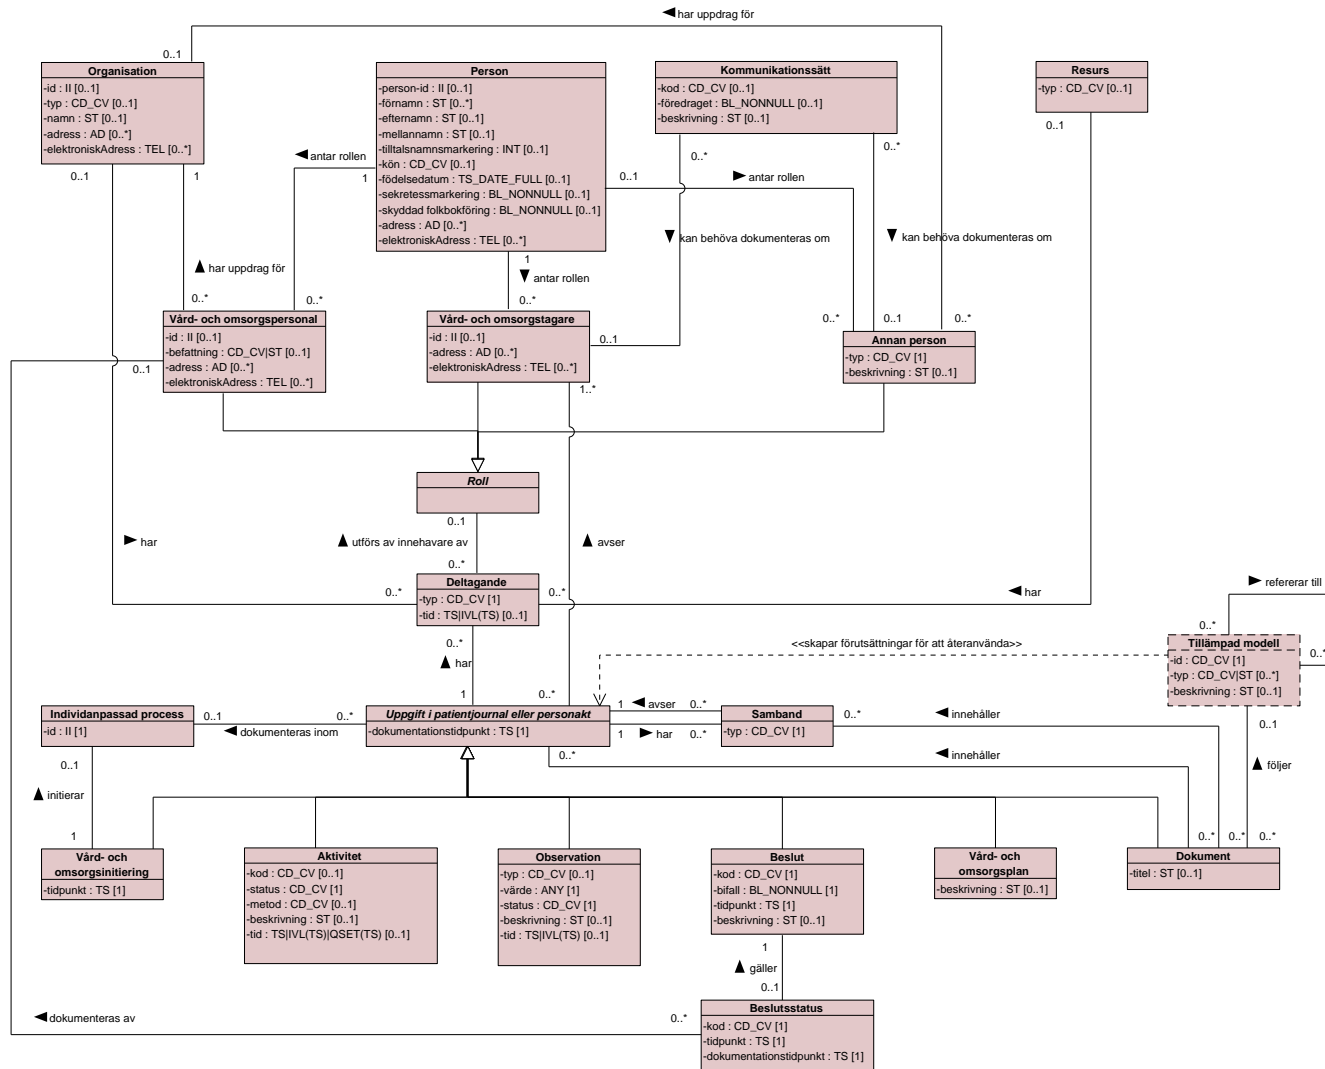 har uppdrag för
0..1
Organisation
-id : II [0..1]
-typ : CD_CV [0..1]
-namn : ST [0..1]
-adress : AD [0..*]
-elektroniskAdress : TEL [0..*]
Person
-person-id : II [0..1]
-förnamn : ST [0..*]
-efternamn : ST [0..1]
-mellannamn : ST [0..1]
-tilltalsnamnsmarkering : INT [0..1]
-kön : CD_CV [0..1]
-födelsedatum : TS_DATE_FULL [0..1]
-sekretessmarkering : BL_NONNULL [0..1]
-skyddad folkbokföring : BL_NONNULL [0..1]
-adress : AD [0..*]
-elektroniskAdress : TEL [0..*]
Kommunikationssätt
-kod : CD_CV [0..1]
-föredraget : BL_NONNULL [0..1]
-beskrivning : ST [0..1]
Resurs
-typ : CD_CV [0..1]
0..1
0..1
1
antar rollen
1
0..*
0..*
0..1
antar rollen
kan behöva dokumenteras om
kan behöva dokumenteras om
har uppdrag för
1
antar rollen
0..*
0..*
0..*
0..*
0..1
0..*
Vård- och omsorgspersonal
-id : II [0..1]
-befattning : CD_CV|ST [0..1]
-adress : AD [0..*]
-elektroniskAdress : TEL [0..*]
0..1
Vård- och omsorgstagare
-id : II [0..1]
-adress : AD [0..*]
-elektroniskAdress : TEL [0..*]
0..1
1..*
Annan person
-typ : CD_CV [1]
-beskrivning : ST [0..1]
Roll
0..1
har
utförs av innehavare av
avser
0..*
0..*
Deltagande
-typ : CD_CV [1]
-tid : TS|IVL(TS) [0..1]
0..*
har
refererar till
0..*
0..*
<<skapar förutsättningar för att återanvända>>
Tillämpad modell
-id : CD_CV [1]
-typ : CD_CV|ST [0..*]
-beskrivning : ST [0..1]
0..*
har
1
0..*
Individanpassad process
-id : II [1]
0..1
0..*
dokumenteras inom
Uppgift i patientjournal eller personakt
-dokumentationstidpunkt : TS [1]
1
avser
0..*
1
har
0..*
Samband
-typ : CD_CV [1]
0..*
innehåller
0..1
0..*
innehåller
följer
0..1
initierar
1
0..*
0..*
0..*
Vård- och
omsorgsinitiering
-tidpunkt : TS [1]
Aktivitet
-kod : CD_CV [0..1]
-status : CD_CV [1]
-metod : CD_CV [0..1]
-beskrivning : ST [0..1]
-tid : TS|IVL(TS)|QSET(TS) [0..1]
Observation
-typ : CD_CV [0..1]
-värde : ANY [1]
-status : CD_CV [1]
-beskrivning : ST [0..1]
-tid : TS|IVL(TS) [0..1]
Beslut
-kod : CD_CV [1]
-bifall : BL_NONNULL [1]
-tidpunkt : TS [1]
-beskrivning : ST [0..1]
Vård- och
omsorgsplan
-beskrivning : ST [0..1]
Dokument
-titel : ST [0..1]
1
gäller
0..1
dokumenteras av
0..*
Beslutsstatus
-kod : CD_CV [1]
-tidpunkt : TS [1]
-dokumentationstidpunkt : TS [1]